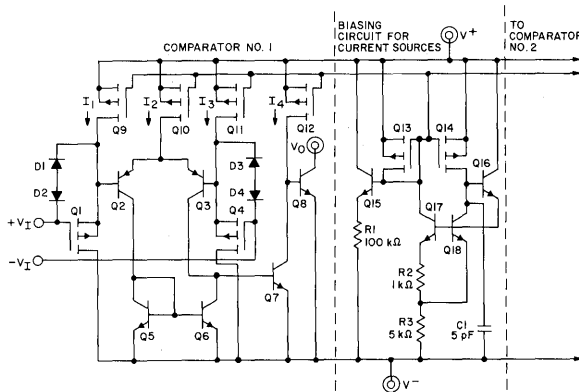 COMPARATOR NO. 1
BIASING
CIRCUIT FOR
CURRENT SOURCES
V+
TO
COMPARATOR
NO. 2
I1
I2
I3
I4
Q9
Q10
Q11
Q12
Q13
Q14
VO
D1
D2
D3
D4
Q1
Q2
Q3
Q4
Q8
Q15
Q16
Q17
Q18
+VI
-VI
R1
100 kΩ
R2
1kΩ
R3
5 kΩ
C1
5 pF
Q5
Q6
Q7
V-